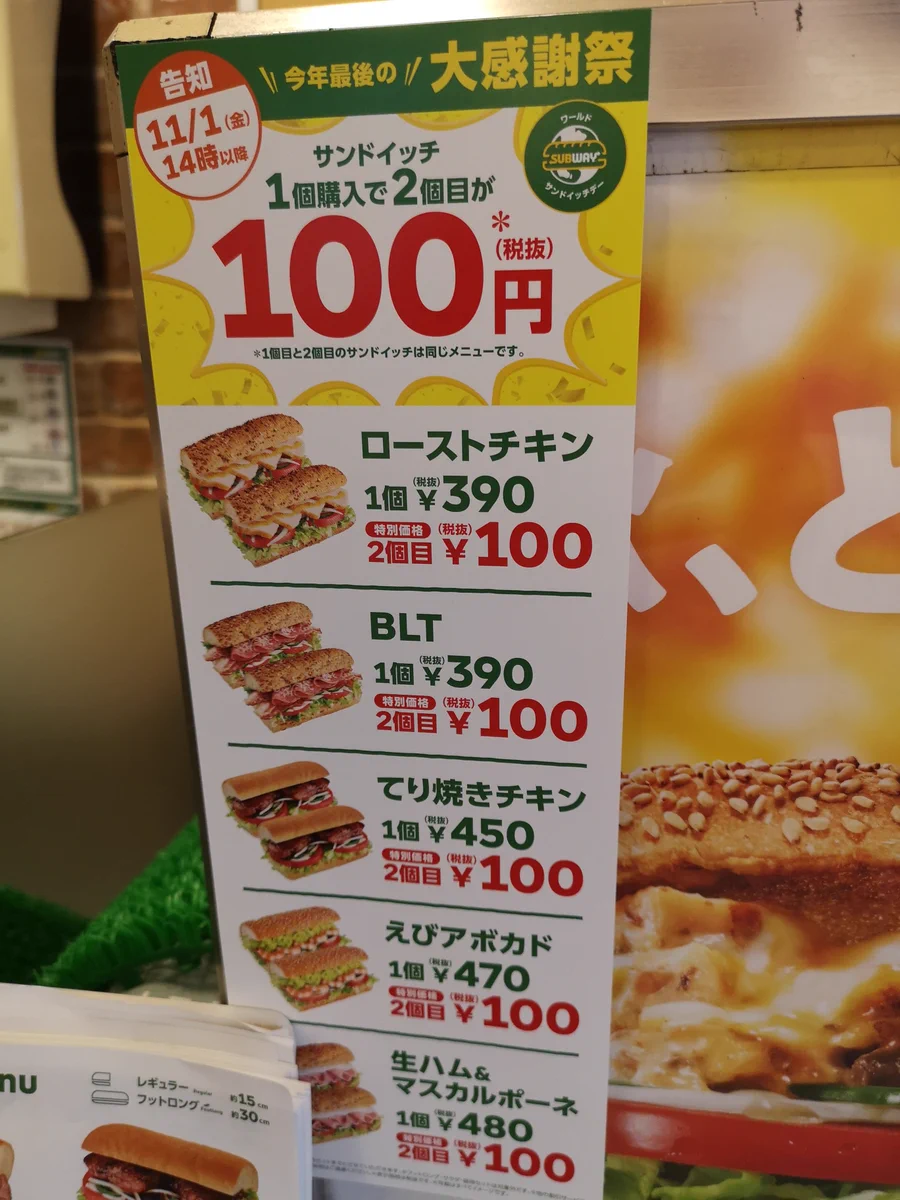 告知
11/1(金)
14時以降
今年最後の
大感謝祭
ワールド
SUBWAY
サンドイッチデー
サンドイッチ
1個購入で2個目が
100円*
(税抜)
*1個目と2個目のサンドイッチは同じメニューです。
ローストチキン
1個 (税抜) ¥390
特別価格 (税抜)
2個目 ¥100
BLT
1個 (税抜) ¥390
特別価格 (税抜)
2個目 ¥100
てり焼きチキン
1個 (税抜) ¥450
特別価格 (税抜)
2個目 ¥100
えびアボカド
1個 (税抜) ¥470
特別価格 (税抜)
2個目 ¥100
生ハム&
マスカルポーネ
1個 (税抜) ¥480
特別価格 (税抜)
2個目 ¥100
nu
レギュラー Regular 約15cm
フットロング Footlong 約30cm
と